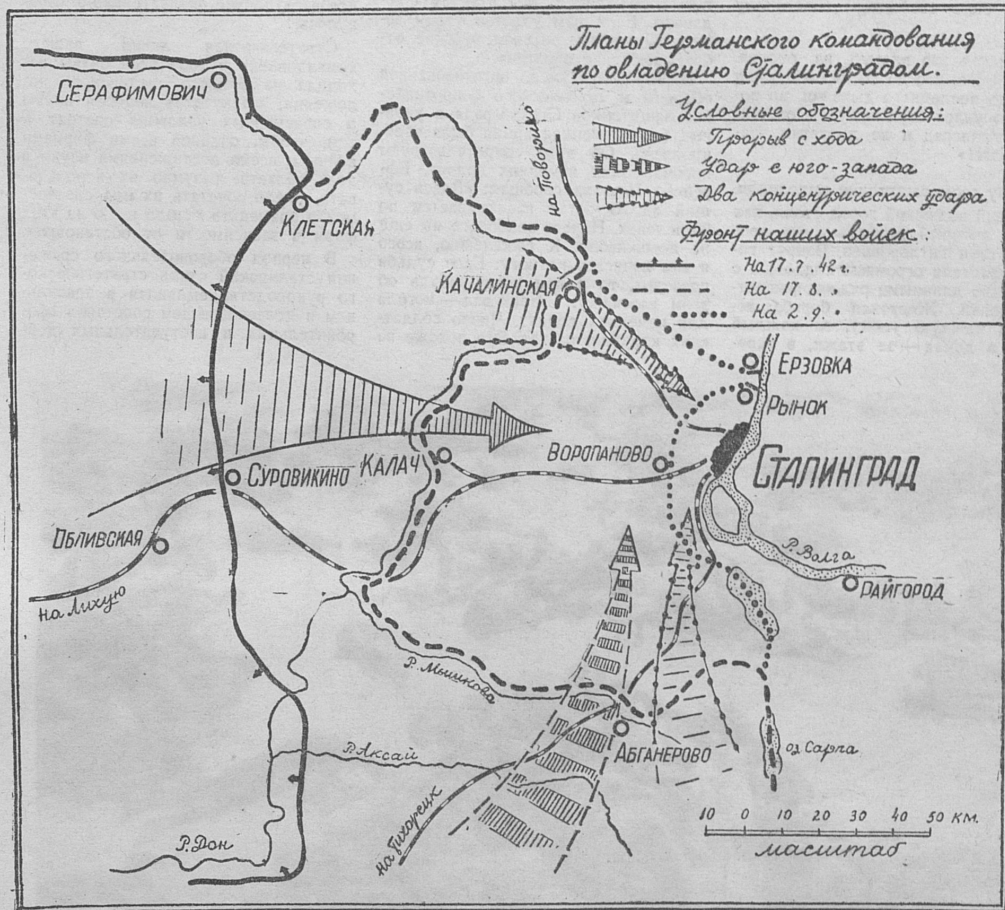 Планы Германского командования
по овладению Сталинградом.
Условные обозначения:
Прорыв с хода
Удар с юго-запада
Два концентрических удара
Фронт наших войск:
На 17.7.42 г.
На 17.8.
На 2.9.
СЕРАФИМОВИЧ
КЛЕТСКАЯ
на Поворино
КАЧАЛИНСКАЯ
ЕРЗОВКА
РЫНОК
ВОРОПАНОВО
СТАЛИНГРАД
СУРОВИКИНО
КАЛАЧ
ОБЛИВСКАЯ
на Лихую
Р. Волга
РАЙГОРОД
Р. Мышкова
АБГАНЕРОВО
оз Сарпа
Р. Аксай
на Тихорецк
Р. Дон
10 0 10 20 30 40 50 КМ.
масштаб